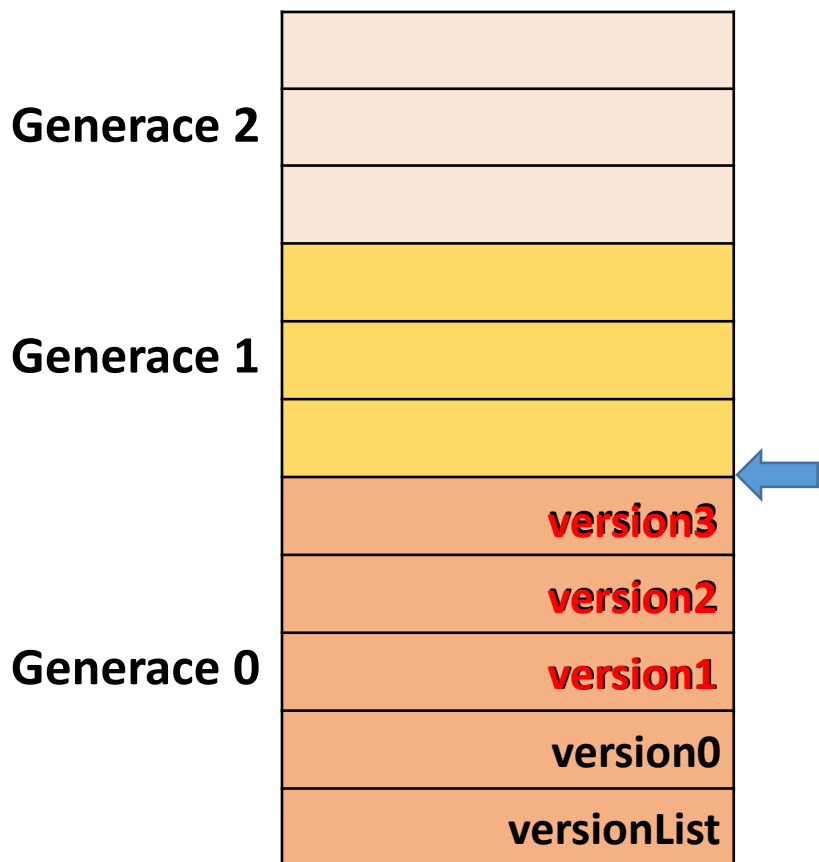 Generace 2
Generace 1
version3
version2
Generace 0
version1
version0
versionList